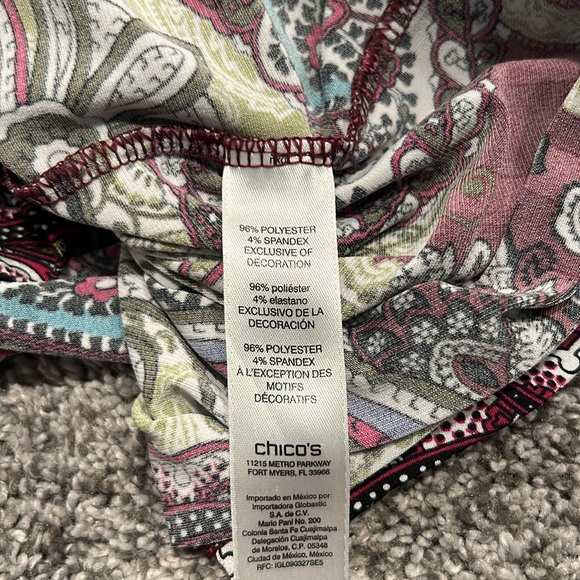 96% POLYESTER
4% SPANDEX
EXCLUSIVE OF
DECORATION
96% poliéster
4% elastano
EXCLUSIVO DE LA
DECORACIÓN
96% POLYESTER
4% SPANDEX
À L'EXCEPTION DES
MOTIFS
DÉCORATIFS
chico's
11215 METRO PARKWAY
FORT MYERS, FL 33966
Importado en México por:
Importadora Globastic
S.A. de C.V.
Mario Pani No. 200
Colonia Santa Fe Cuajimalpa
Delegación Cuajimalpa
de Morelos, C.P. 05348
Ciudad de México, México
RFC: IGL090327SE5